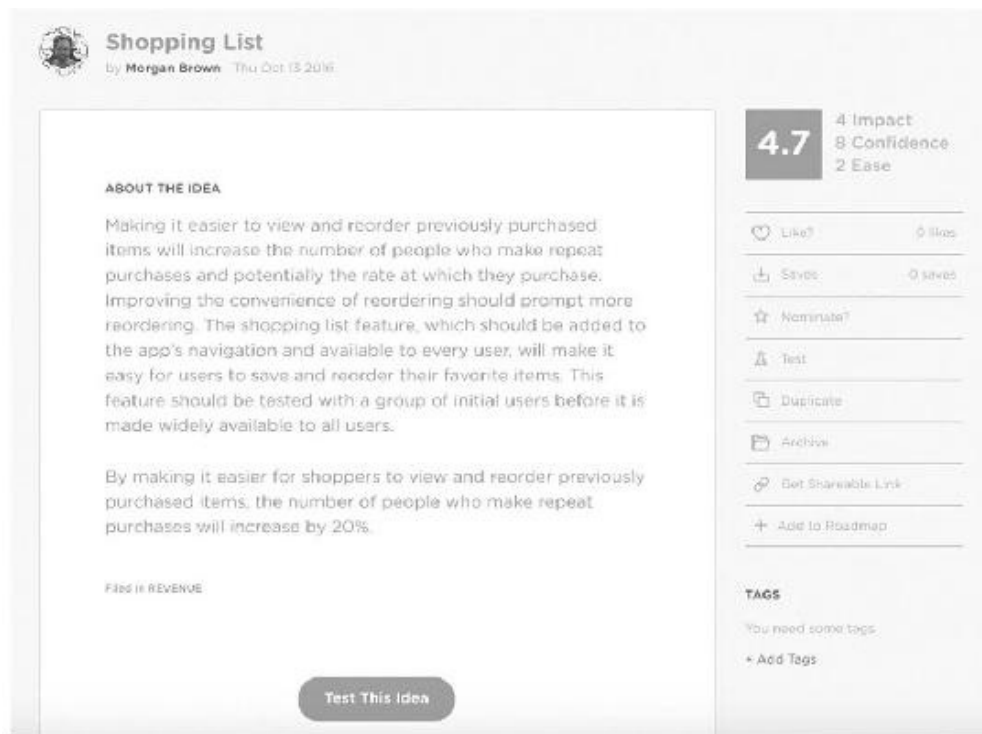 Shopping List
by Morgan Brown Thu Oct 13 2016
4.7
4 Impact
8 Confidence
2 Ease
ABOUT THE IDEA
Making it easier to view and reorder previously purchased
items will increase the number of people who make repeat
purchases and potentially the rate at which they purchase.
Improving the convenience of reordering should prompt more
reordering. The shopping list feature, which should be added to
the app's navigation and available to every user, will make it
easy for users to save and reorder their favorite items. This
feature should be tested with a group of initial users before it is
made widely available to all users.
By making it easier for shoppers to view and reorder previously
purchased items, the number of people who make repeat
purchases will increase by 20%.
Filed in REVENUE
Test This Idea
Like? 0 likes
Saves 0 saves
Nominate?
Test
Duplicate
Archive
Get Shareable Link
+ Add to Roadmap
TAGS
You need some tags
+ Add Tags